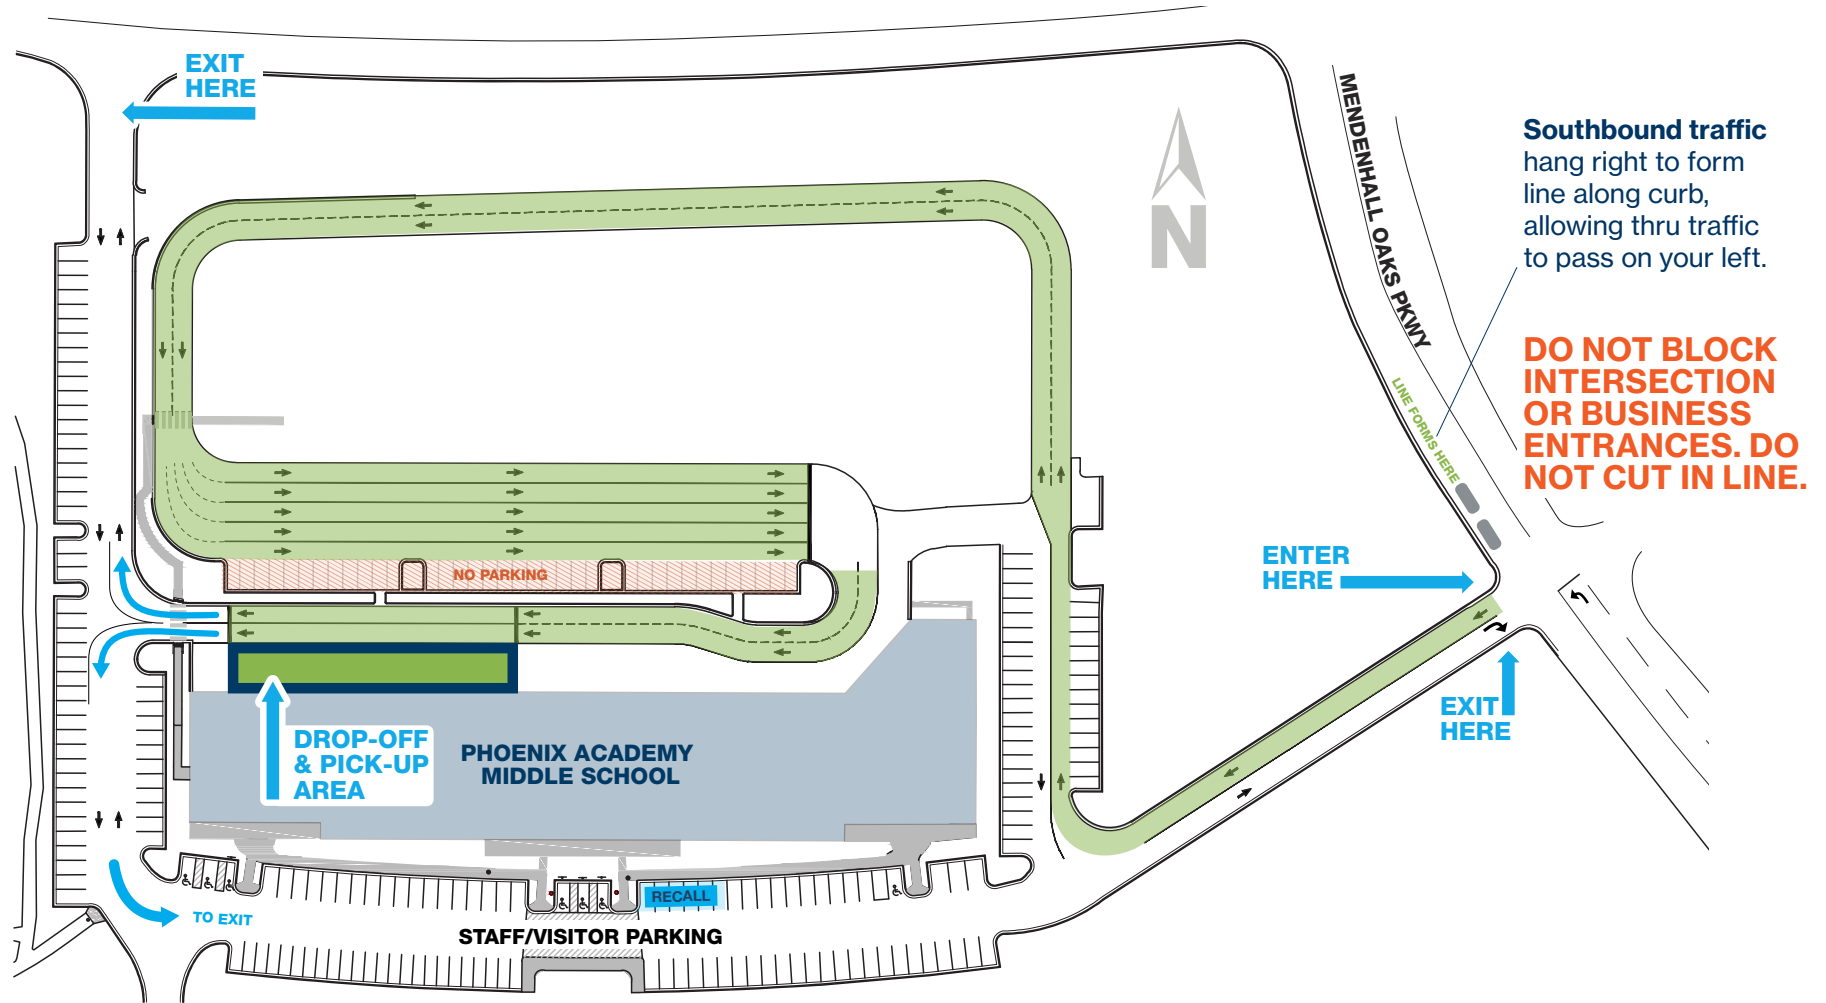 EXIT
HERE
MENDENHALL OAKS PKWY
Southbound traffic
hang right to form
line along curb,
allowing thru traffic
to pass on your left.
N
DO NOT BLOCK
INTERSECTION
OR BUSINESS
ENTRANCES. DO
NOT CUT IN LINE.
LINE FORMS HERE
ENTER
HERE
NO PARKING
EXIT
HERE
DROP-OFF
& PICK-UP
AREA
PHOENIX ACADEMY
MIDDLE SCHOOL
RECALL
TO EXIT
STAFF/VISITOR PARKING